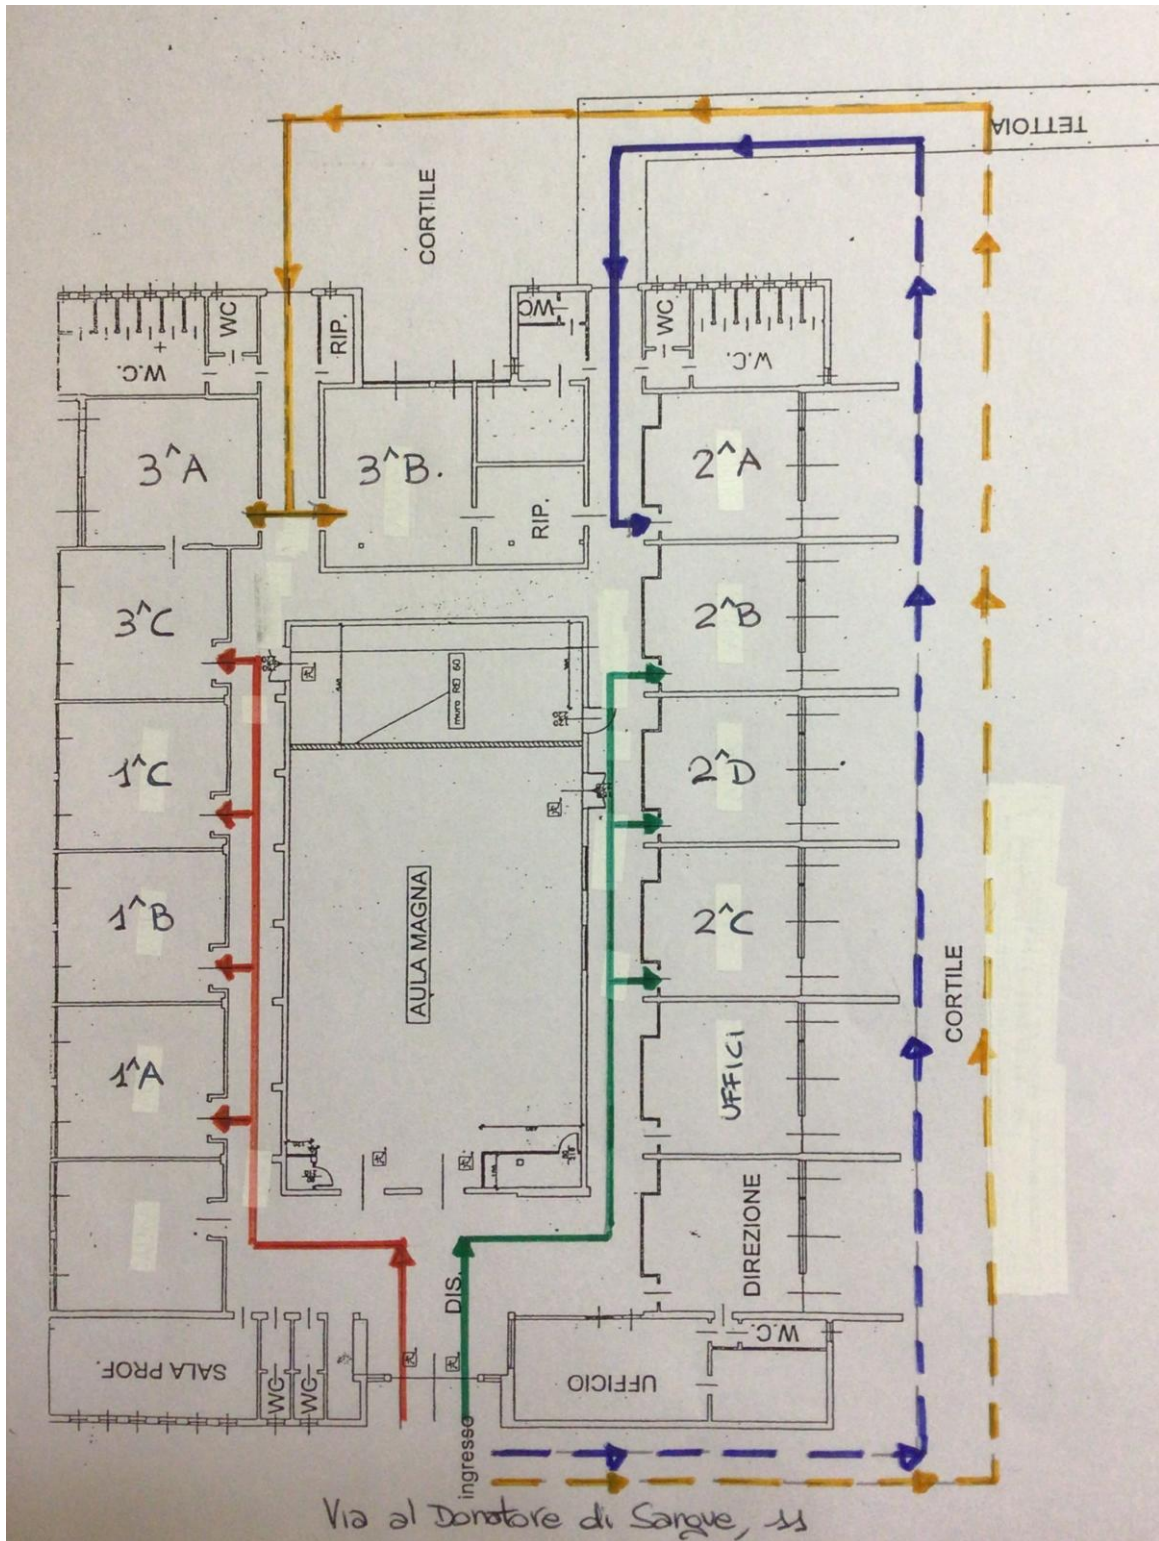 TETTOIA
CORTILE
WC
RIP.
WC
WC
W.C.
W.C.
3^A
3^B.
2^A
RIP.
3^C
2^B
muro REI 60
1^C
2^D
1^B
AULA MAGNA
2^C
CORTILE
1^A
UFFICI
DIREZIONE
DIS.
SALA PROF.
WC
WC
UFFICIO
W.C.
ingresso
Via al Donatore di Sangue, 11